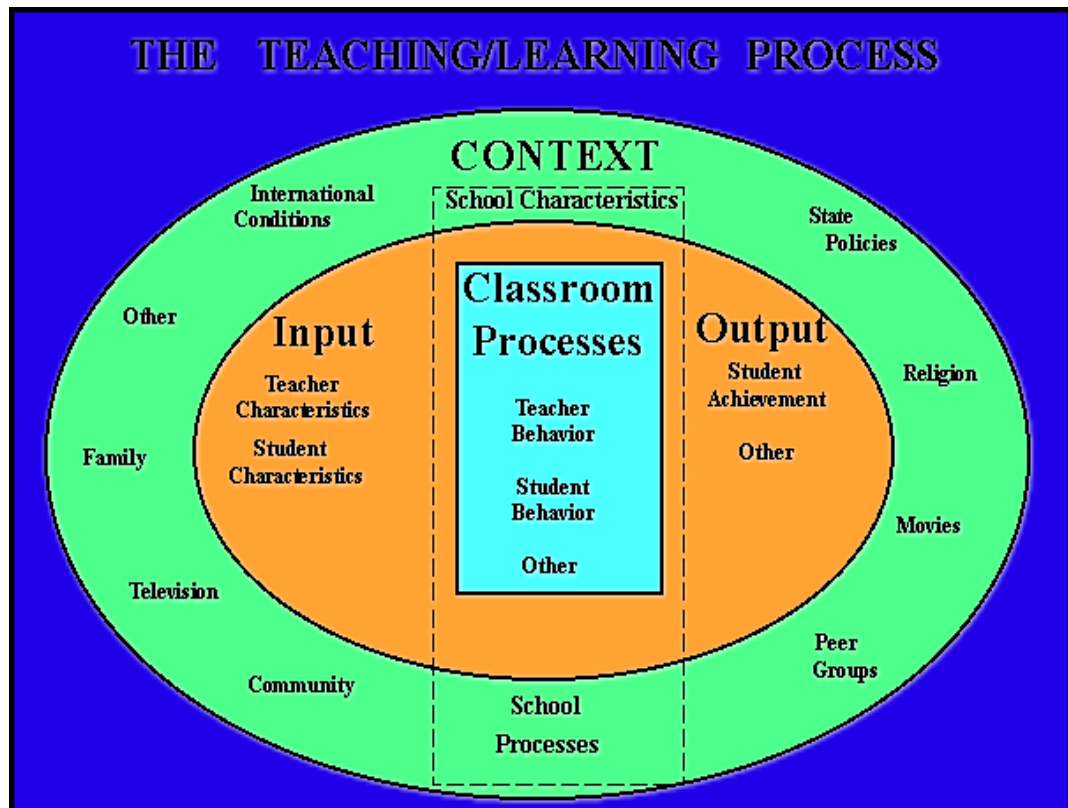 THE TEACHING/LEARNING PROCESS
CONTEXT
School Characteristics
International
Conditions
Other
Family
Television
Community
Input
Teacher
Characteristics
Student
Characteristics
Classroom
Processes
Teacher
Behavior
Student
Behavior
Other
Output
Student
Achievement
Other
State
Policies
Religion
Movies
Peer
Groups
School
Processes